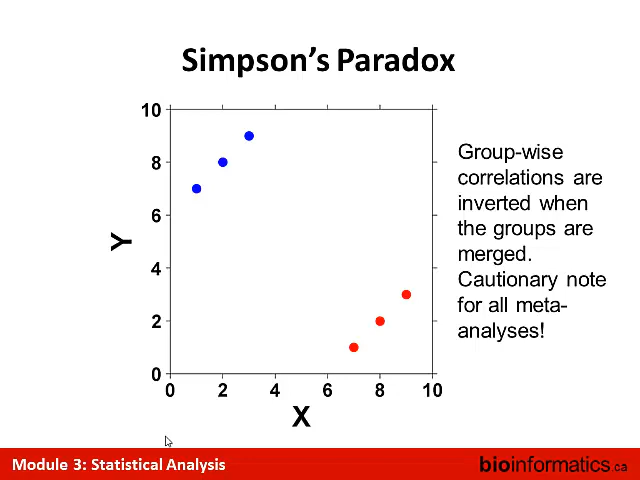 Simpson's Paradox
10
8
6
4
2
0
Y
0 2 4 6 8 10
X
Group-wise
correlations are
inverted when
the groups are
merged.
Cautionary note
for all meta-
analyses!
Module 3: Statistical Analysis
bioinformatics.ca